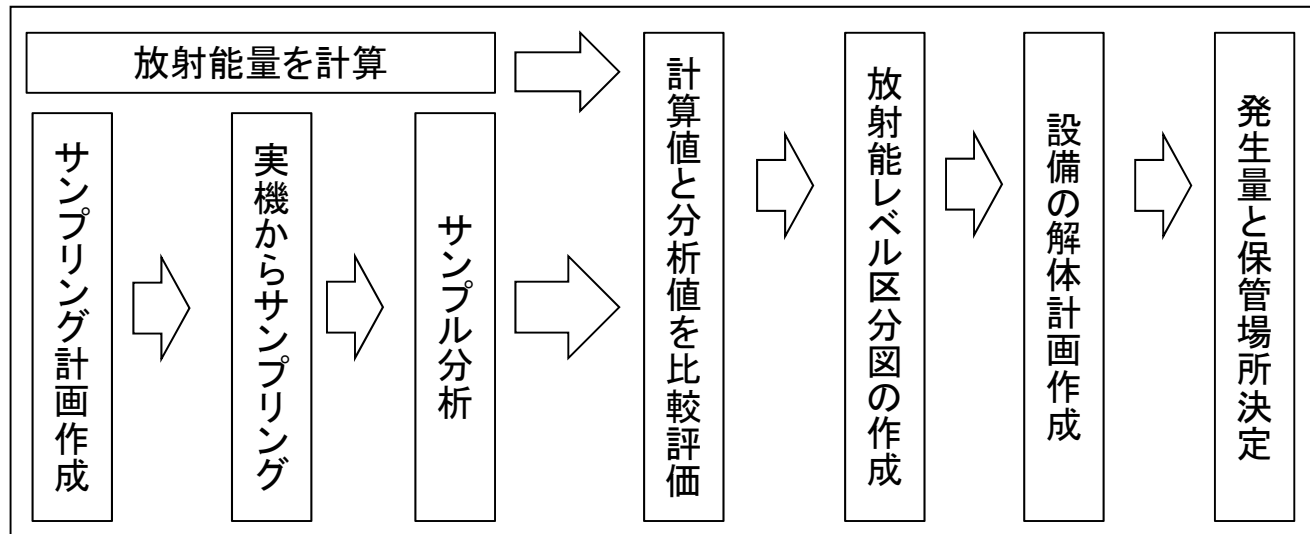 放射能量を計算
サンプリング計画作成
実機からサンプリング
サンプル分析
計算値と分析値を比較評価
放射能レベル区分図の作成
設備の解体計画作成
発生量と保管場所決定